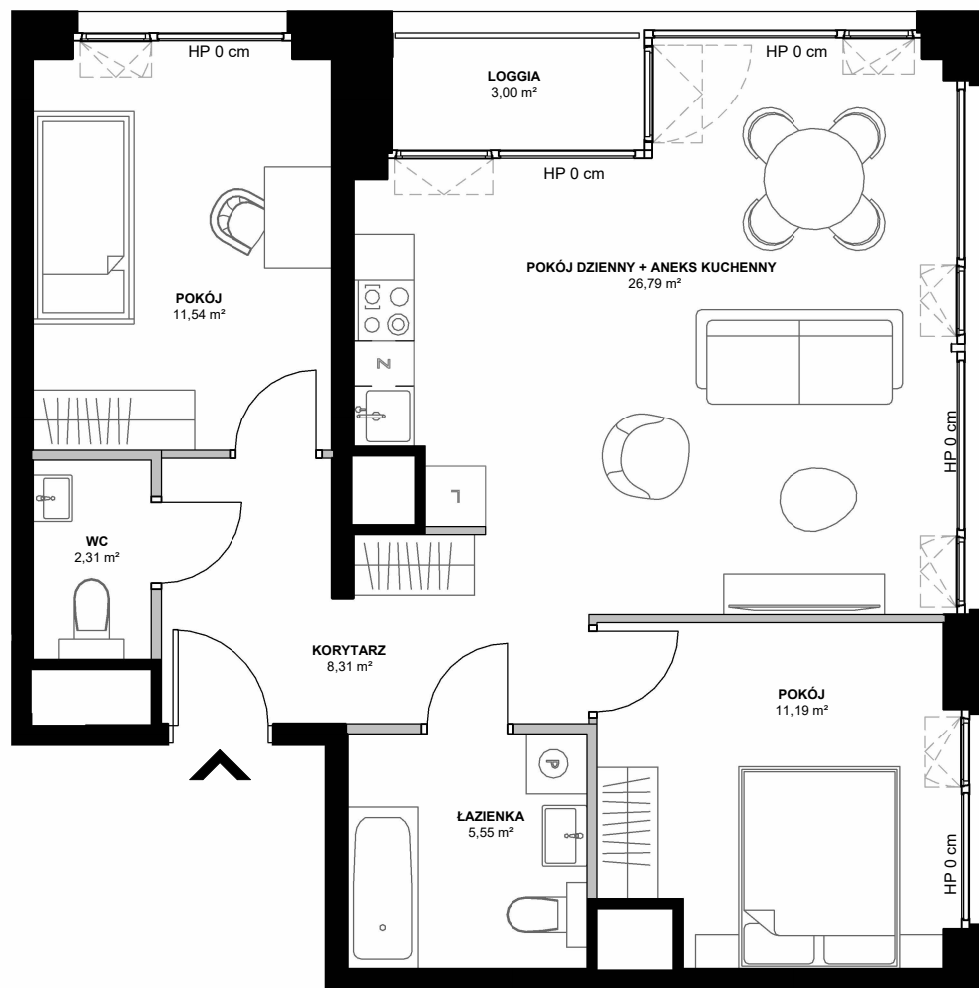 HP 0 cm
HP 0 cm
LOGGIA
3,00 m²
HP 0 cm
POKÓJ DZIENNY + ANEKS KUCHENNY
26,79 m²
POKÓJ
11,54 m²
Z
HP 0 cm
L
WC
2,31 m²
KORYTARZ
8,31 m²
POKÓJ
11,19 m²
P
ŁAZIENKA
5,55 m²
HP 0 cm